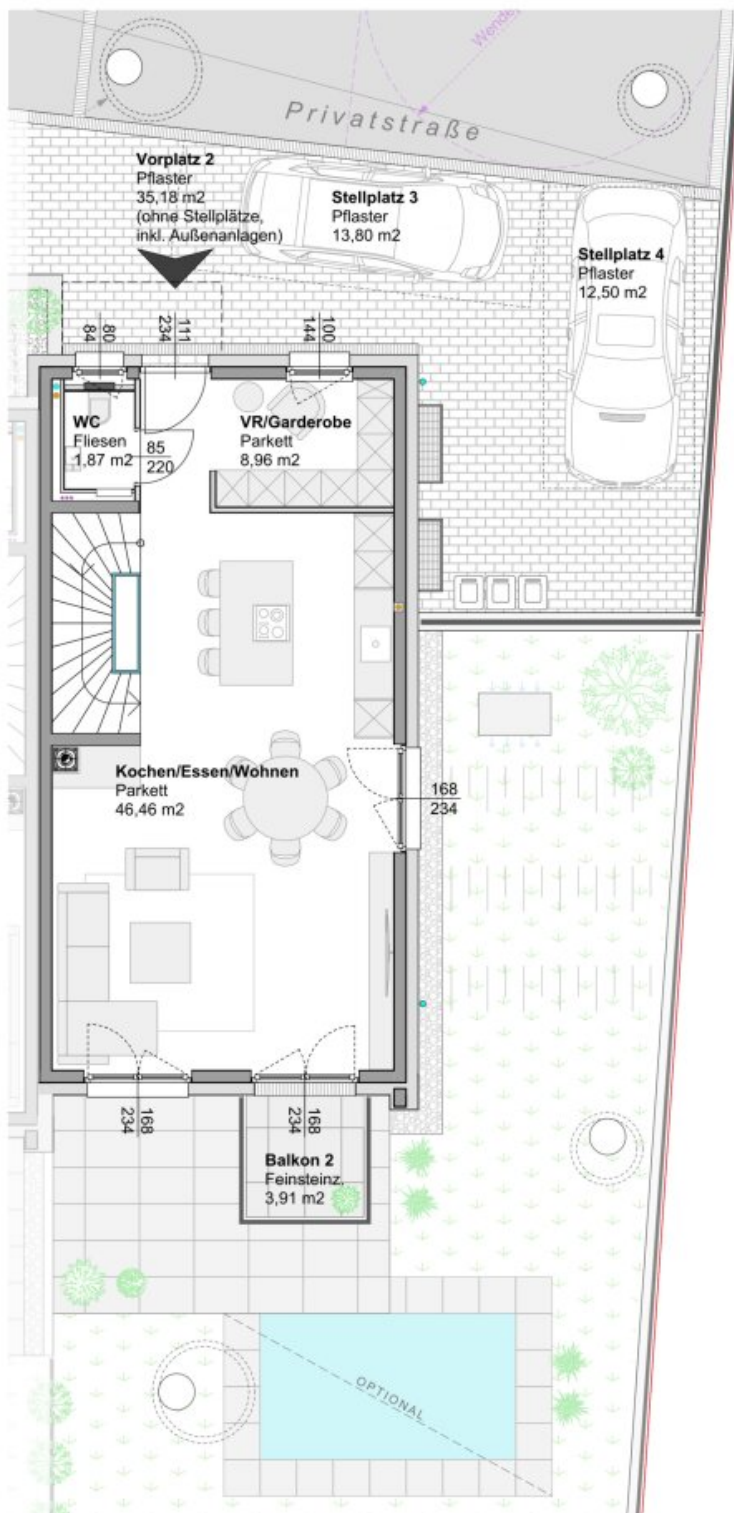 Wende
Privatstraße
Vorplatz 2
Pflaster
35,18 m2
(ohne Stellplätze,
inkl. Außenanlagen)
Stellplatz 3
Pflaster
13,80 m2
Stellplatz 4
Pflaster
12,50 m2
80
84
111
234
100
144
WC
Fliesen
1,87 m2
85
220
VR/Garderobe
Parkett
8,96 m2
Kochen/Essen/Wohnen
Parkett
46,46 m2
168
234
168
234
168
234
Balkon 2
Feinsteinz.
3,91 m2
OPTIONAL